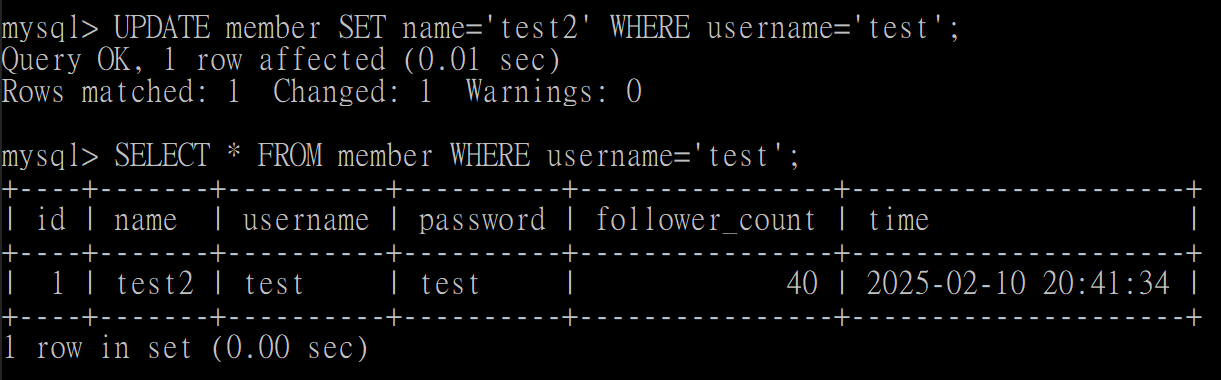 mysql> UPDATE member SET name='test2' WHERE username='test';
Query OK, 1 row affected (0.01 sec)
Rows matched: 1  Changed: 1  Warnings: 0

mysql> SELECT * FROM member WHERE username='test';
+----+-------+----------+----------+----------------+---------------------+
| id | name  | username | password | follower_count | time                |
+----+-------+----------+----------+----------------+---------------------+
|  1 | test2 | test     | test     |             40 | 2025-02-10 20:41:34 |
+----+-------+----------+----------+----------------+---------------------+
1 row in set (0.00 sec)